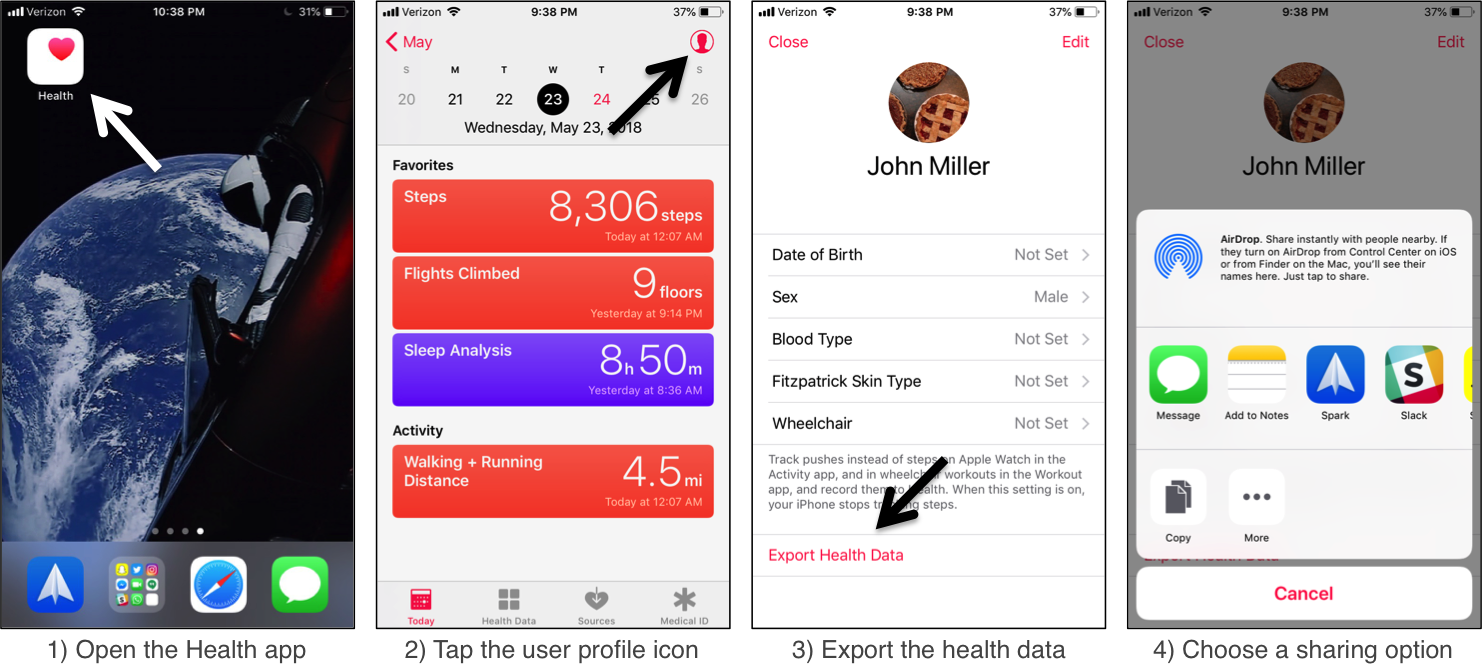 Verizon 10:38 PM 31%
Health
1) Open the Health app
Verizon 9:38 PM 37%
May
S M T W T S
20 21 22 23 24 25 26
Wednesday, May 23, 2018
Favorites
Steps 8,306 steps
Today at 12:07 AM
Flights Climbed 9 floors
Yesterday at 9:14 PM
Sleep Analysis 8h 50m
Yesterday at 8:36 AM
Activity
Walking + Running
Distance 4.5 mi
Today at 12:07 AM
Today Health Data Sources Medical ID
2) Tap the user profile icon
Verizon 9:38 PM 37%
Close Edit
John Miller
Date of Birth Not Set
Sex Male
Blood Type Not Set
Fitzpatrick Skin Type Not Set
Wheelchair Not Set
Track pushes instead of steps on Apple Watch in the
Activity app, and in wheelchair workouts in the Workout
app, and record them to Health. When this setting is on,
your iPhone stops tracking steps.
Export Health Data
3) Export the health data
Verizon 9:38 PM 37%
Close Edit
John Miller
AirDrop. Share instantly with people nearby. If
they turn on AirDrop from Control Center on iOS
or from Finder on the Mac, you'll see their
names here. Just tap to share.
S
Message Add to Notes Spark Slack
Copy More
Export Health Data
Cancel
4) Choose a sharing option